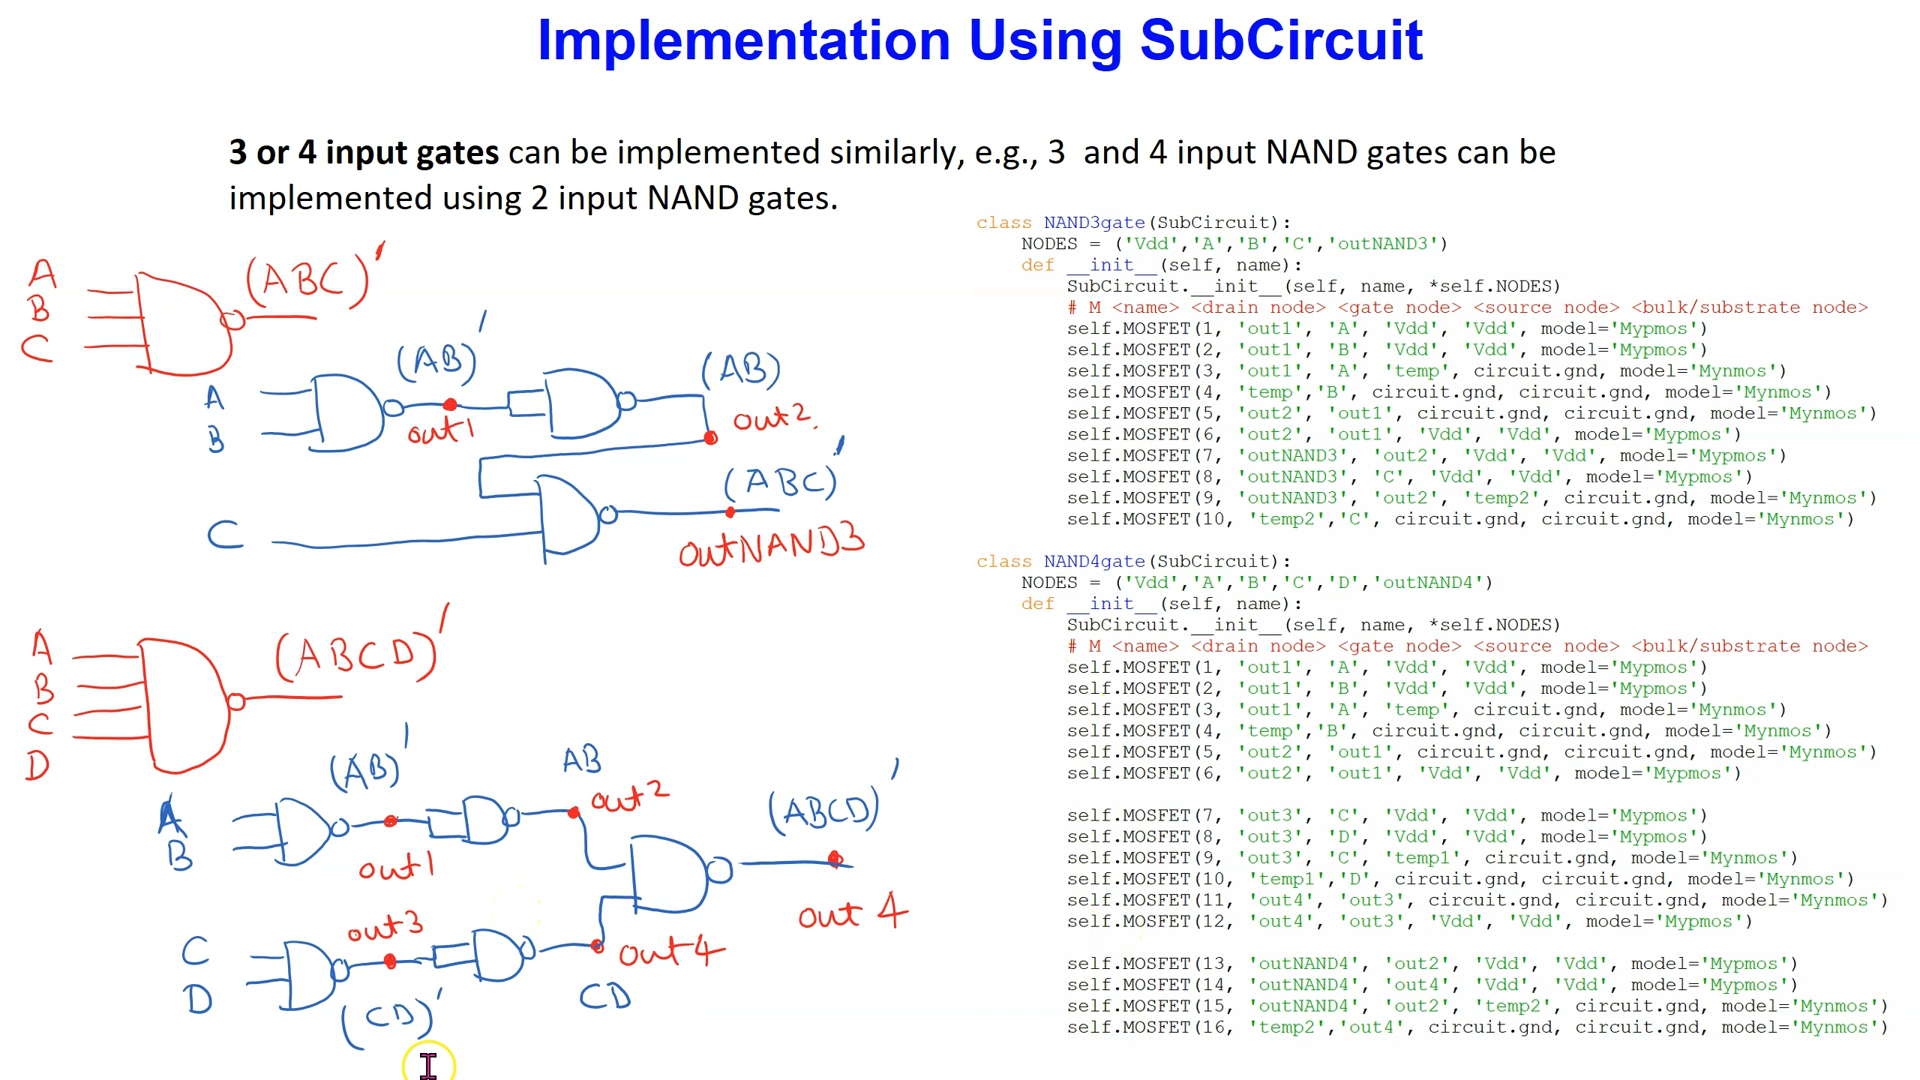 Implementation Using SubCircuit
3 or 4 input gates can be implemented similarly, e.g., 3 and 4 input NAND gates can be
implemented using 2 input NAND gates.
A
B
C
(ABC)'
A
B
(AB)'
out1
(AB)
out2
C
(ABC)'
outNAND3
A
B
C
D
(ABCD)'
A
B
(AB)'
out1
AB
out2
C
D
out3
(CD)'
out4
CD
(ABCD)'
out 4
class NAND3gate(SubCircuit):
    NODES = ('Vdd','A','B','C','outNAND3')
    def __init__(self, name):
        SubCircuit.__init__(self, name, *self.NODES)
        # M <name> <drain node> <gate node> <source node> <bulk/substrate node>
        self.MOSFET(1, 'out1', 'A', 'Vdd', 'Vdd', model='Mypmos')
        self.MOSFET(2, 'out1', 'B', 'Vdd', 'Vdd', model='Mypmos')
        self.MOSFET(3, 'out1', 'A', 'temp', circuit.gnd, model='Mynmos')
        self.MOSFET(4, 'temp','B', circuit.gnd, circuit.gnd, model='Mynmos')
        self.MOSFET(5, 'out2', 'out1', circuit.gnd, circuit.gnd, model='Mynmos')
        self.MOSFET(6, 'out2', 'out1', 'Vdd', 'Vdd', model='Mypmos')
        self.MOSFET(7, 'outNAND3', 'out2', 'Vdd', 'Vdd', model='Mypmos')
        self.MOSFET(8, 'outNAND3', 'C', 'Vdd', 'Vdd', model='Mypmos')
        self.MOSFET(9, 'outNAND3', 'out2', 'temp2', circuit.gnd, model='Mynmos')
        self.MOSFET(10, 'temp2','C', circuit.gnd, circuit.gnd, model='Mynmos')
class NAND4gate(SubCircuit):
    NODES = ('Vdd','A','B','C','D','outNAND4')
    def __init__(self, name):
        SubCircuit.__init__(self, name, *self.NODES)
        # M <name> <drain node> <gate node> <source node> <bulk/substrate node>
        self.MOSFET(1, 'out1', 'A', 'Vdd', 'Vdd', model='Mypmos')
        self.MOSFET(2, 'out1', 'B', 'Vdd', 'Vdd', model='Mypmos')
        self.MOSFET(3, 'out1', 'A', 'temp', circuit.gnd, model='Mynmos')
        self.MOSFET(4, 'temp','B', circuit.gnd, circuit.gnd, model='Mynmos')
        self.MOSFET(5, 'out2', 'out1', circuit.gnd, circuit.gnd, model='Mynmos')
        self.MOSFET(6, 'out2', 'out1', 'Vdd', 'Vdd', model='Mypmos')
        self.MOSFET(7, 'out3', 'C', 'Vdd', 'Vdd', model='Mypmos')
        self.MOSFET(8, 'out3', 'D', 'Vdd', 'Vdd', model='Mypmos')
        self.MOSFET(9, 'out3', 'C', 'temp1', circuit.gnd, model='Mynmos')
        self.MOSFET(10, 'temp1','D', circuit.gnd, circuit.gnd, model='Mynmos')
        self.MOSFET(11, 'out4', 'out3', circuit.gnd, circuit.gnd, model='Mynmos')
        self.MOSFET(12, 'out4', 'out3', 'Vdd', 'Vdd', model='Mypmos')
        self.MOSFET(13, 'outNAND4', 'out2', 'Vdd', 'Vdd', model='Mypmos')
        self.MOSFET(14, 'outNAND4', 'out4', 'Vdd', 'Vdd', model='Mypmos')
        self.MOSFET(15, 'outNAND4', 'out2', 'temp2', circuit.gnd, model='Mynmos')
        self.MOSFET(16, 'temp2','out4', circuit.gnd, circuit.gnd, model='Mynmos')